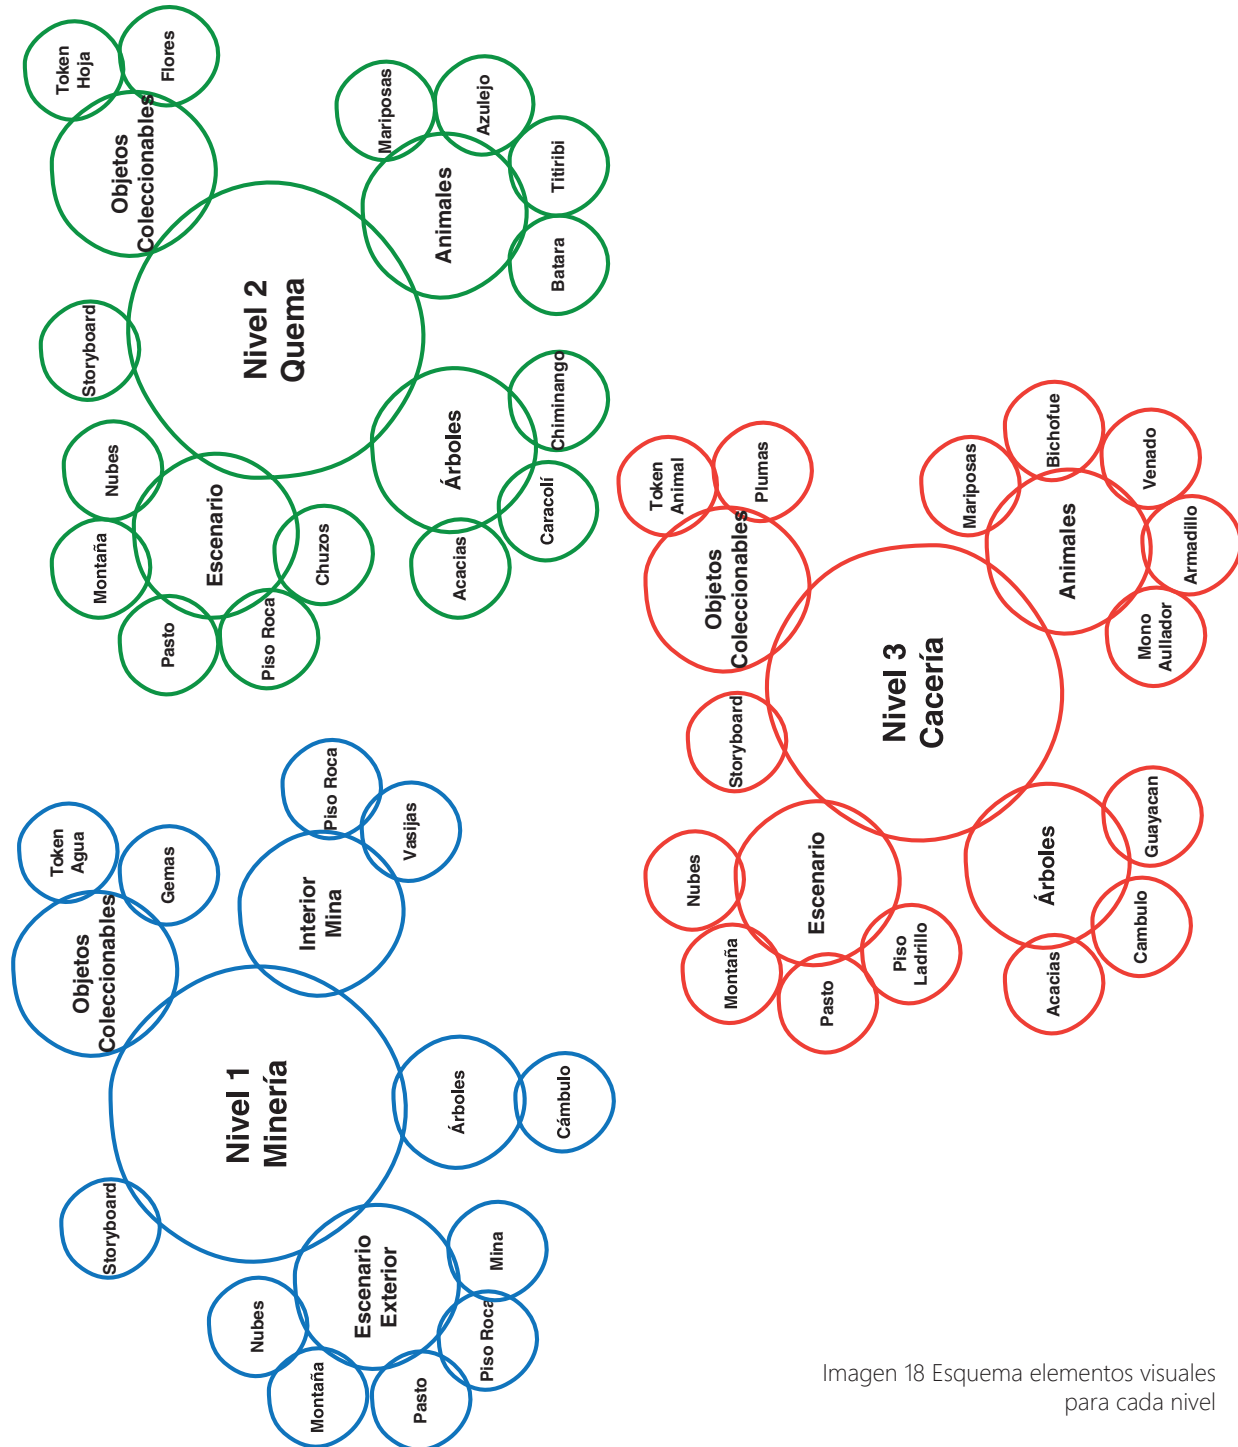 Nivel 1
Minería
Storyboard
Objetos
Coleccionables
Token
Agua
Gemas
Interior
Mina
Piso Roca
Vasijas
Árboles
Cámbulo
Escenario
Exterior
Nubes
Montaña
Pasto
Piso Roca
Mina
Nivel 2
Quema
Storyboard
Objetos
Coleccionables
Token
Hoja
Flores
Animales
Mariposas
Azulejo
Titiribi
Batara
Árboles
Chiminango
Caracolí
Acacias
Escenario
Nubes
Montaña
Pasto
Piso Roca
Chuzos
Nivel 3
Cacería
Storyboard
Objetos
Coleccionables
Token
Animal
Plumas
Animales
Mariposas
Bichofue
Venado
Armadillo
Mono
Aullador
Árboles
Guayacan
Cambulo
Acacias
Escenario
Nubes
Montaña
Pasto
Piso
Ladrillo
Imagen 18 Esquema elementos visuales
para cada nivel